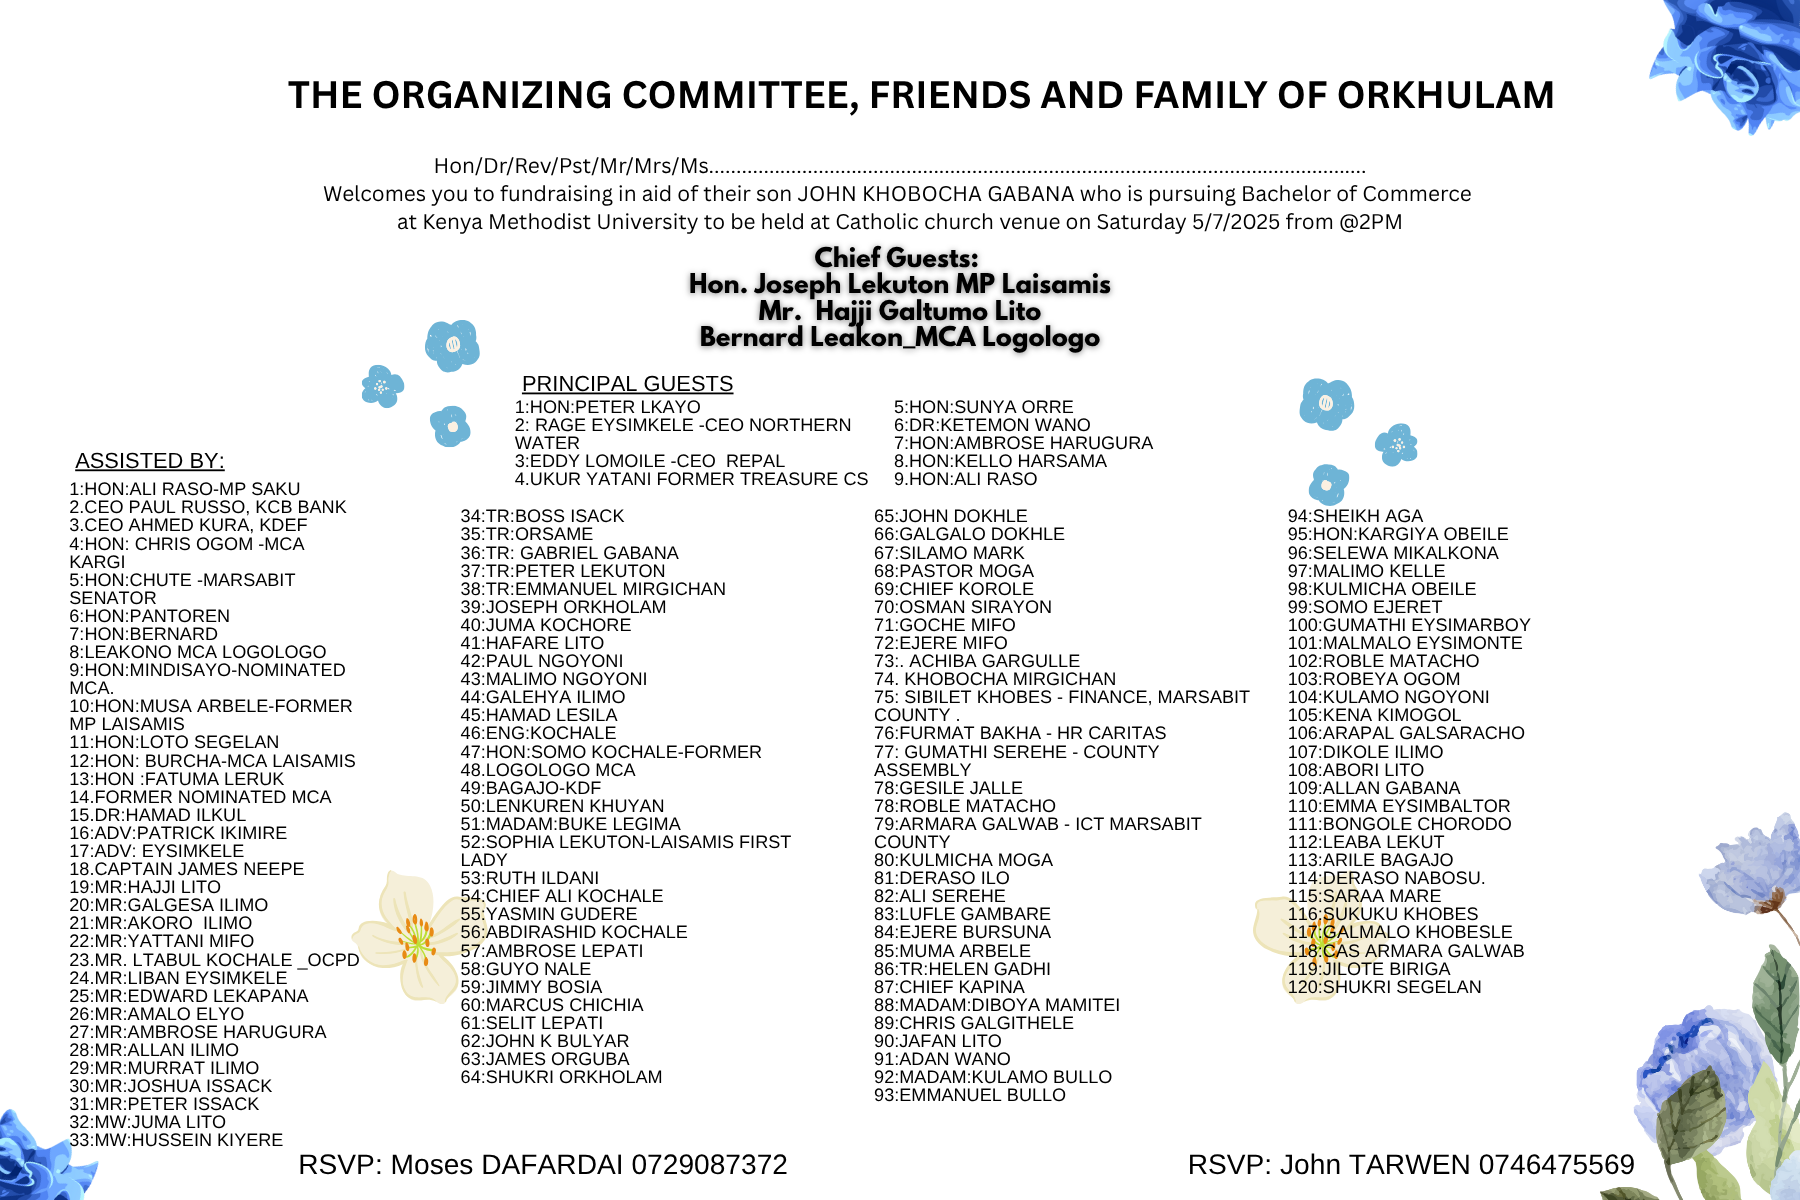 THE ORGANIZING COMMITTEE, FRIENDS AND FAMILY OF ORKHULAM
Hon/Dr/Rev/Pst/Mr/Mrs/Ms........................................................................................................................
Welcomes you to fundraising in aid of their son JOHN KHOBOCHA GABANA who is pursuing Bachelor of Commerce
at Kenya Methodist University to be held at Catholic church venue on Saturday 5/7/2025 from @2PM
Chief Guests:
Hon. Joseph Lekuton MP Laisamis
Mr.  Hajji Galtumo Lito
Bernard Leakon_MCA Logologo
PRINCIPAL GUESTS
1:HON:PETER LKAYO
2: RAGE EYSIMKELE -CEO NORTHERN
WATER
3:EDDY LOMOILE -CEO  REPAL
4.UKUR YATANI FORMER TREASURE CS
5:HON:SUNYA ORRE
6:DR:KETEMON WANO
7:HON:AMBROSE HARUGURA
8.HON:KELLO HARSAMA
9.HON:ALI RASO
ASSISTED BY:
1:HON:ALI RASO-MP SAKU
2.CEO PAUL RUSSO, KCB BANK
3.CEO AHMED KURA, KDEF
4:HON: CHRIS OGOM -MCA
KARGI
5:HON:CHUTE -MARSABIT
SENATOR
6:HON:PANTOREN
7:HON:BERNARD
8:LEAKONO MCA LOGOLOGO
9:HON:MINDISAYO-NOMINATED
MCA.
10:HON:MUSA ARBELE-FORMER
MP LAISAMIS
11:HON:LOTO SEGELAN
12:HON: BURCHA-MCA LAISAMIS
13:HON :FATUMA LERUK
14.FORMER NOMINATED MCA
15.DR:HAMAD ILKUL
16:ADV:PATRICK IKIMIRE
17:ADV: EYSIMKELE
18.CAPTAIN JAMES NEEPE
19:MR:HAJJI LITO
20:MR:GALGESA ILIMO
21:MR:AKORO  ILIMO
22:MR:YATTANI MIFO
23.MR. LTABUL KOCHALE _OCPD
24.MR:LIBAN EYSIMKELE
25:MR:EDWARD LEKAPANA
26:MR:AMALO ELYO
27:MR:AMBROSE HARUGURA
28:MR:ALLAN ILIMO
29:MR:MURRAT ILIMO
30:MR:JOSHUA ISSACK
31:MR:PETER ISSACK
32:MW:JUMA LITO
33:MW:HUSSEIN KIYERE
34:TR:BOSS ISACK
35:TR:ORSAME
36:TR: GABRIEL GABANA
37:TR:PETER LEKUTON
38:TR:EMMANUEL MIRGICHAN
39:JOSEPH ORKHOLAM
40:JUMA KOCHORE
41:HAFARE LITO
42:PAUL NGOYONI
43:MALIMO NGOYONI
44:GALEHYA ILIMO
45:HAMAD LESILA
46:ENG:KOCHALE
47:HON:SOMO KOCHALE-FORMER
48.LOGOLOGO MCA
49:BAGAJO-KDF
50:LENKUREN KHUYAN
51:MADAM:BUKE LEGIMA
52:SOPHIA LEKUTON-LAISAMIS FIRST
LADY
53:RUTH ILDANI
54:CHIEF ALI KOCHALE
55:YASMIN GUDERE
56:ABDIRASHID KOCHALE
57:AMBROSE LEPATI
58:GUYO NALE
59:JIMMY BOSIA
60:MARCUS CHICHIA
61:SELIT LEPATI
62:JOHN K BULYAR
63:JAMES ORGUBA
64:SHUKRI ORKHOLAM
65:JOHN DOKHLE
66:GALGALO DOKHLE
67:SILAMO MARK
68:PASTOR MOGA
69:CHIEF KOROLE
70:OSMAN SIRAYON
71:GOCHE MIFO
72:EJERE MIFO
73:. ACHIBA GARGULLE
74. KHOBOCHA MIRGICHAN
75: SIBILET KHOBES - FINANCE, MARSABIT
COUNTY .
76:FURMAT BAKHA - HR CARITAS
77: GUMATHI SEREHE - COUNTY
ASSEMBLY
78:GESILE JALLE
78:ROBLE MATACHO
79:ARMARA GALWAB - ICT MARSABIT
COUNTY
80:KULMICHA MOGA
81:DERASO ILO
82:ALI SEREHE
83:LUFLE GAMBARE
84:EJERE BURSUNA
85:MUMA ARBELE
86:TR:HELEN GADHI
87:CHIEF KAPINA
88:MADAM:DIBOYA MAMITEI
89:CHRIS GALGITHELE
90:JAFAN LITO
91:ADAN WANO
92:MADAM:KULAMO BULLO
93:EMMANUEL BULLO
94:SHEIKH AGA
95:HON:KARGIYA OBEILE
96:SELEWA MIKALKONA
97:MALIMO KELLE
98:KULMICHA OBEILE
99:SOMO EJERET
100:GUMATHI EYSIMARBOY
101:MALMALO EYSIMONTE
102:ROBLE MATACHO
103:ROBEYA OGOM
104:KULAMO NGOYONI
105:KENA KIMOGOL
106:ARAPAL GALSARACHO
107:DIKOLE ILIMO
108:ABORI LITO
109:ALLAN GABANA
110:EMMA EYSIMBALTOR
111:BONGOLE CHORODO
112:LEABA LEKUT
113:ARILE BAGAJO
114:DERASO NABOSU.
115:SARAA MARE
116:SUKUKU KHOBES
117:GALMALO KHOBESLE
118:CAS ARMARA GALWAB
119:JILOTE BIRIGA
120:SHUKRI SEGELAN
RSVP: Moses DAFARDAI 0729087372
RSVP: John TARWEN 0746475569